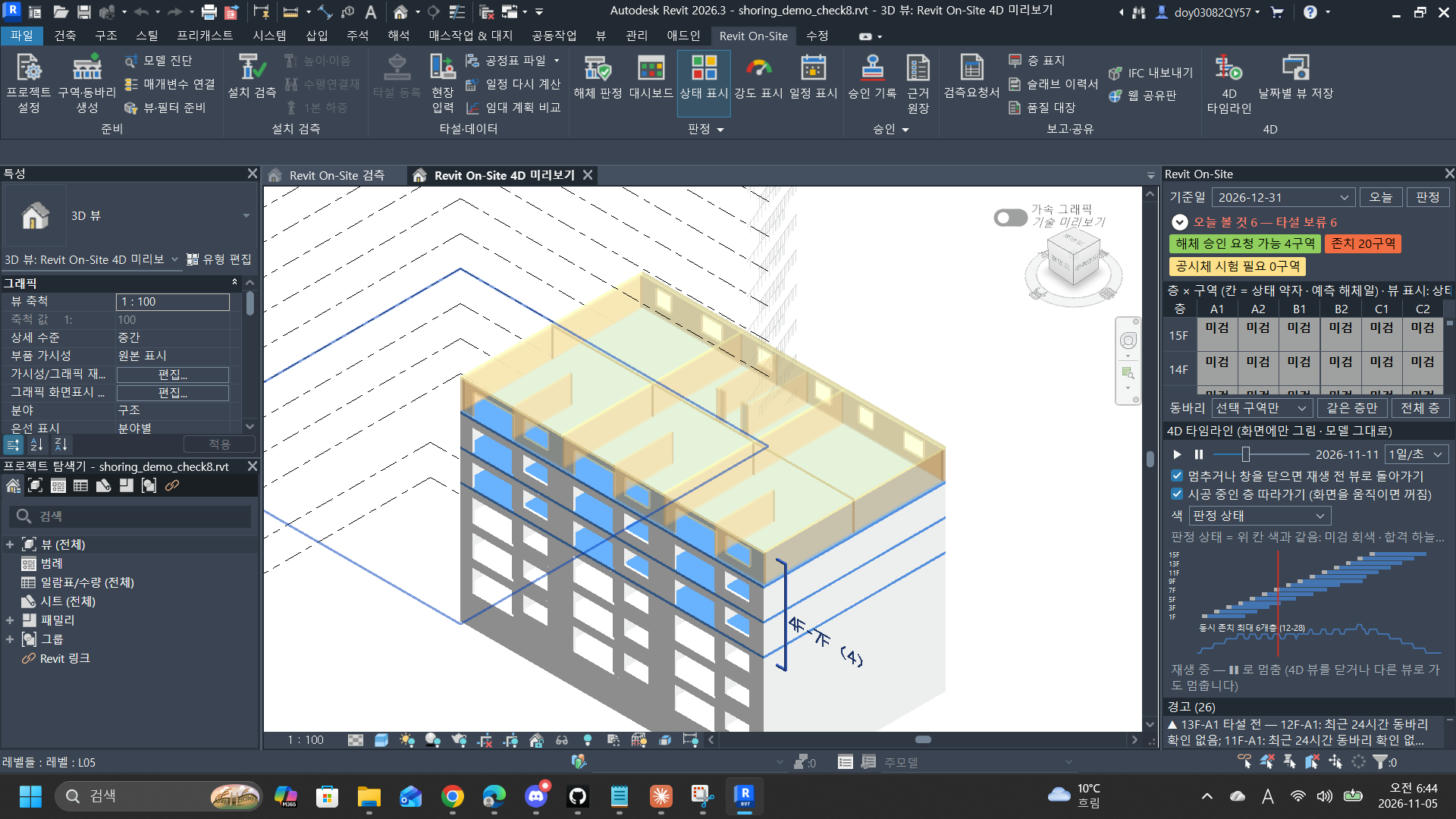 Autodesk Revit 2026.3 - shoring_demo_check8.rvt - 3D 뷰: Revit On-Site 4D 미리보기
doy03082QY57
파일 건축 구조 스틸 프리캐스트 시스템 삽입 주석 해석 매스작업 & 대지 공동작업 뷰 관리 애드인 Revit On-Site 수정
프로젝트 설정
구역·동바리 생성
모델 진단
매개변수 연결
뷰·필터 준비
준비
설치 검측
높이·이음
수평연결재
1본 하중
설치 검측
타설 등록
현장 입력
공정표 파일
일정 다시 계산
임대 계획 비교
타설·데이터
해체 판정
대시보드
상태 표시
강도 표시
일정 표시
판정
승인 기록
근거 원장
승인
검측요청서
층 표지
슬래브 이력서
품질 대장
IFC 내보내기
웹 공유판
보고·공유
4D 타임라인
날짜별 뷰 저장
4D
특성
3D 뷰
3D 뷰: Revit On-Site 4D 미리보
유형 편집
그래픽
뷰 축척 1 : 100
축척 값 1: 100
상세 수준 중간
부품 가시성 원본 표시
가시성/그래픽 재... 편집...
그래픽 화면표시 ... 편집...
분야 구조
은선 표시 분야별
적용
프로젝트 탐색기 - shoring_demo_check8.rvt
검색
뷰 (전체)
범례
일람표/수량 (전체)
시트 (전체)
패밀리
그룹
Revit 링크
Revit On-Site 검측
Revit On-Site 4D 미리보기
가속 그래픽
기술 미리보기
4F-7F (4)
1 : 100
Revit On-Site
기준일 2026-12-31 오늘 판정
오늘 볼 것 6 — 타설 보류 6
해체 승인 요청 가능 4구역 존치 20구역
공시체 시험 필요 0구역
층 × 구역 (칸 = 상태 약자 · 예측 해체일) · 뷰 표시: 상태
층 A1 A2 B1 B2 C1 C2
15F 미검 미검 미검 미검 미검 미검
14F 미검 미검 미검 미검 미검 미검
동바리 선택 구역만 같은 층만 전체 층
4D 타임라인 (화면에만 그림 · 모델 그대로)
2026-11-11 1일/초
멈추거나 창을 닫으면 재생 전 뷰로 돌아가기
시공 중인 층 따라가기 (화면을 움직이면 꺼짐)
색 판정 상태
판정 상태 = 위 칸 색과 같음: 미검 회색 · 합격 하늘...
15F
13F
11F
9F
7F
5F
3F
1F
동시 존치 최대 6개층 (12-28)
재생 중 — ▮▮ 로 멈춤 (4D 뷰를 닫거나 다른 뷰로 가
도 멈춥니다)
경고 (26)
▲ 13F-A1 타설 전 — 12F-A1: 최근 24시간 동바리
확인 없음; 11F-A1: 최근 24시간 동바리 확인 없...
레벨들 : 레벨 : L05
:0
주모델
:0
검색
10°C
흐림
A
오전 6:44
2026-11-05